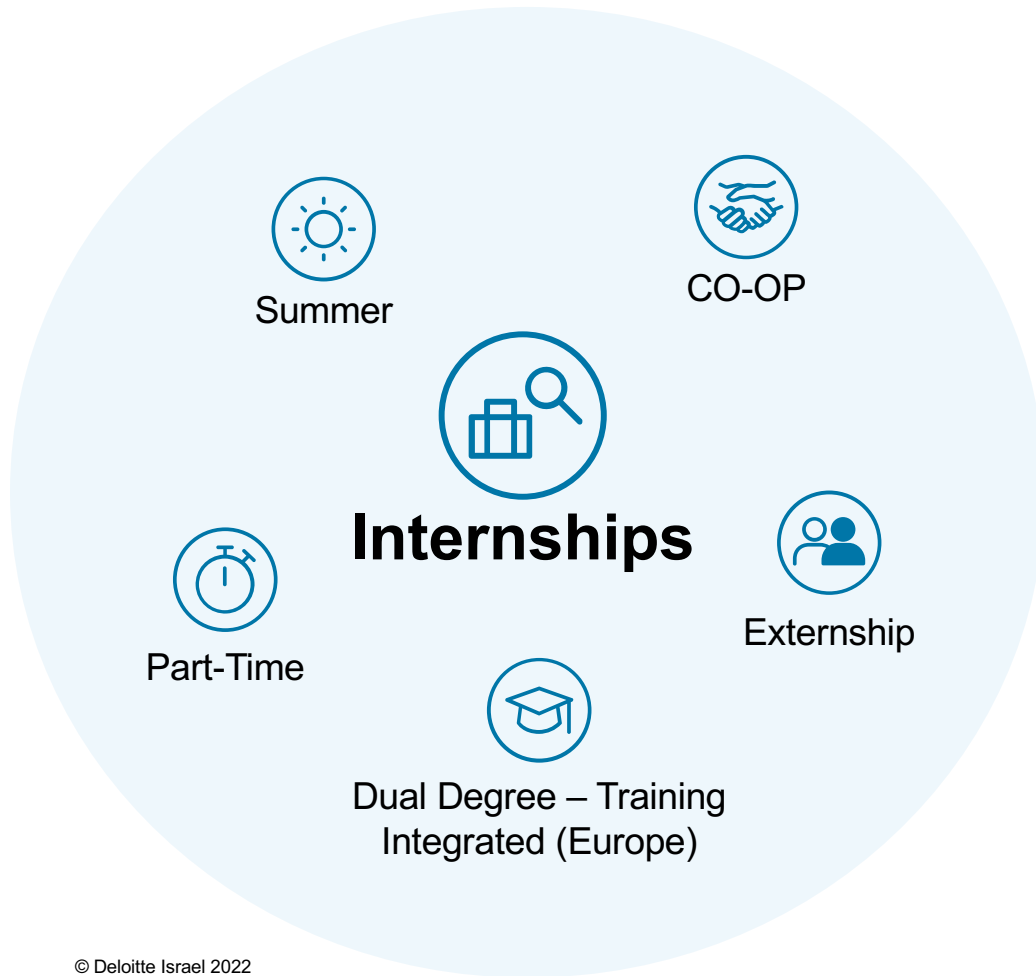 Summer
CO-OP
Internships
Part-Time
Externship
Dual Degree – Training
Integrated (Europe)
© Deloitte Israel 2022